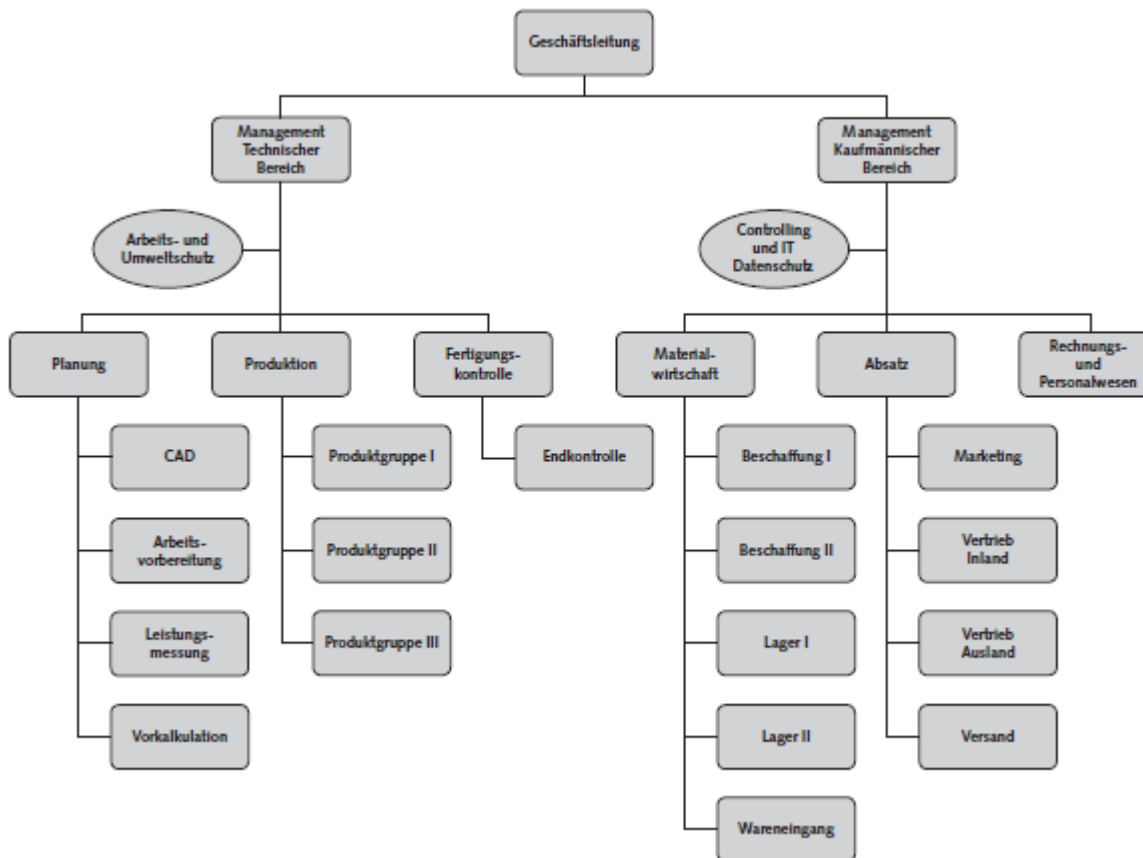 Geschäftsleitung
Management
Technischer
Bereich
Management
Kaufmännischer
Bereich
Arbeits- und
Umweltschutz
Controlling
und IT
Datenschutz
Planung
Produktion
Fertigungs-
kontrolle
Material-
wirtschaft
Absatz
Rechnungs-
und
Personalwesen
CAD
Produktgruppe I
Endkontrolle
Beschaffung I
Marketing
Arbeits-
vorbereitung
Produktgruppe II
Beschaffung II
Vertrieb
Inland
Leistungs-
messung
Produktgruppe III
Lager I
Vertrieb
Ausland
Vorkalkulation
Lager II
Versand
Wareneingang